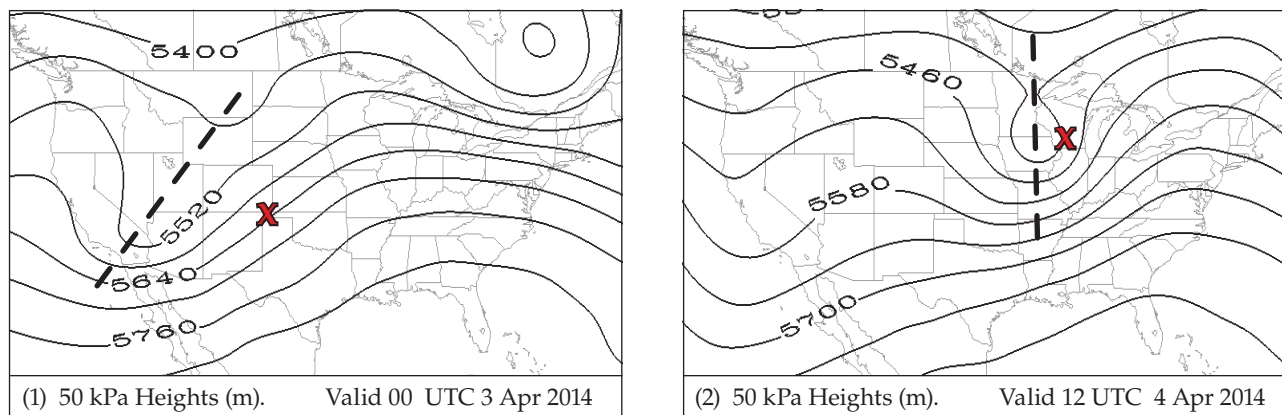 5400
5520
5640
5760
X
(1) 50 kPa Heights (m). Valid 00 UTC 3 Apr 2014
5460
5580
5700
X
(2) 50 kPa Heights (m). Valid 12 UTC 4 Apr 2014